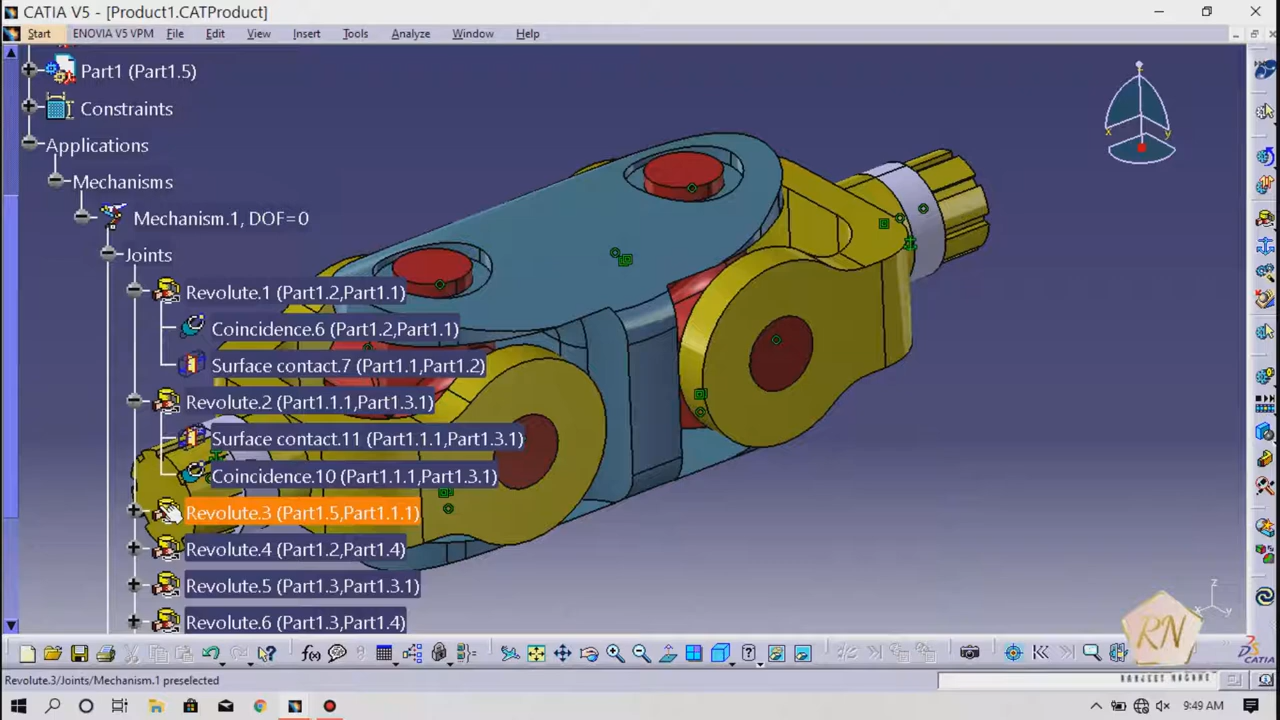 CATIA V5 - [Product1.CATProduct]
Start ENOVIA V5 VPM File Edit View Insert Tools Analyze Window Help
Part1 (Part1.5)
Constraints
Applications
Mechanisms
Mechanism.1, DOF=0
Joints
Revolute.1 (Part1.2,Part1.1)
Coincidence.6 (Part1.2,Part1.1)
Surface contact.7 (Part1.1,Part1.2)
Revolute.2 (Part1.1.1,Part1.3.1)
Surface contact.11 (Part1.1.1,Part1.3.1)
Coincidence.10 (Part1.1.1,Part1.3.1)
Revolute.3 (Part1.5,Part1.1.1)
Revolute.4 (Part1.2,Part1.4)
Revolute.5 (Part1.3,Part1.3.1)
Revolute.6 (Part1.3,Part1.4)
x y
z
x y
RN
f(x)
CATIA
Revolute.3/Joints/Mechanism.1 preselected
9:49 AM